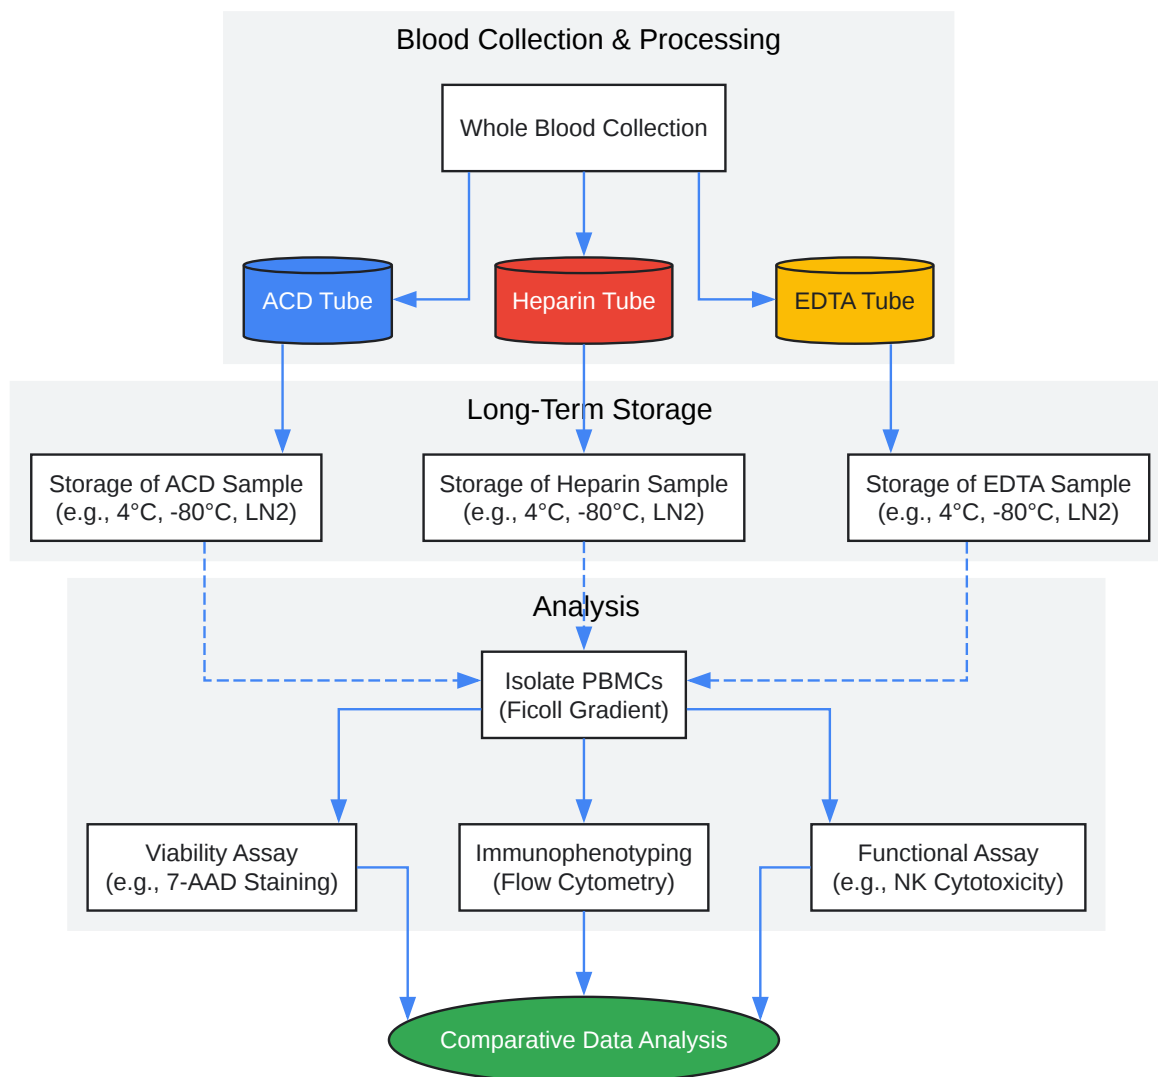 Blood Collection & Processing
Whole Blood Collection
ACD Tube
Heparin Tube
EDTA Tube
Long-Term Storage
Storage of ACD Sample
(e.g., 4°C, -80°C, LN2)
Storage of Heparin Sample
(e.g., 4°C, -80°C, LN2)
Storage of EDTA Sample
(e.g., 4°C, -80°C, LN2)
Analysis
Isolate PBMCs
(Ficoll Gradient)
Viability Assay
(e.g., 7-AAD Staining)
Immunophenotyping
(Flow Cytometry)
Functional Assay
(e.g., NK Cytotoxicity)
Comparative Data Analysis